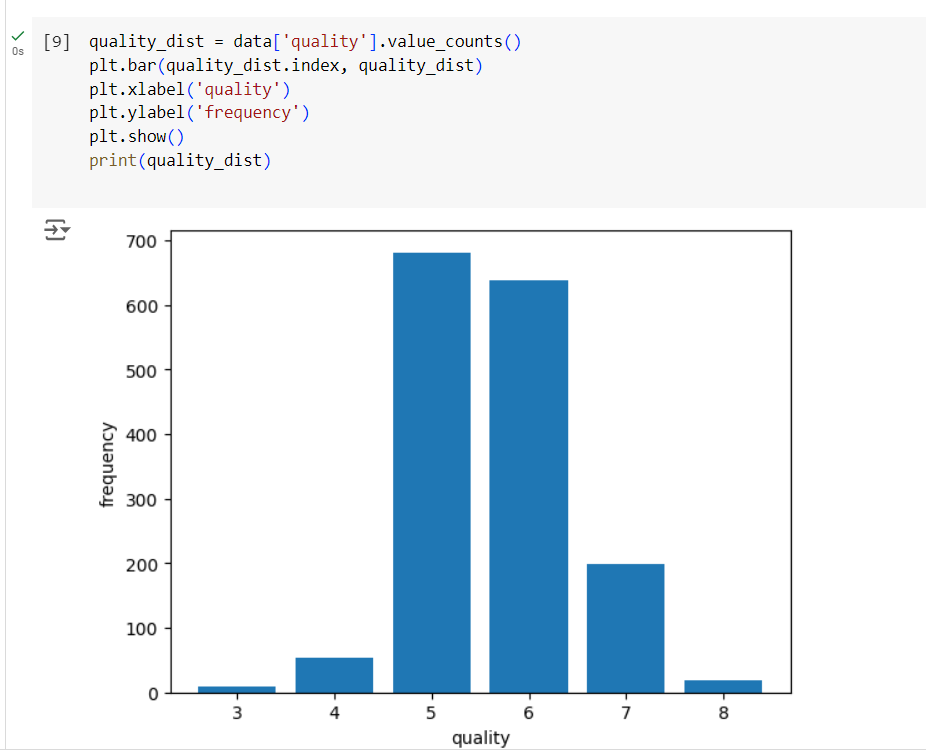 [9] quality_dist = data['quality'].value_counts()
0s
plt.bar(quality_dist.index, quality_dist)
plt.xlabel('quality')
plt.ylabel('frequency')
plt.show()
print(quality_dist)
700
600
500
400
300
200
100
0
frequency
3 4 5 6 7 8
quality